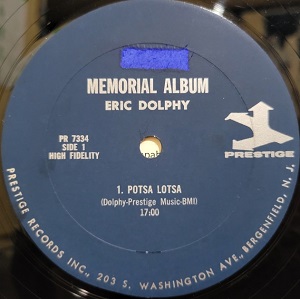 MEMORIAL ALBUM
ERIC DOLPHY
PR 7334
SIDE 1
HIGH FIDELITY
PRESTIGE
1. POTSA LOTSA
(Dolphy-Prestige Music-BMI)
17:00
PRESTIGE RECORDS INC., 203 S. WASHINGTON AVE., BERGENFIELD, N. J.